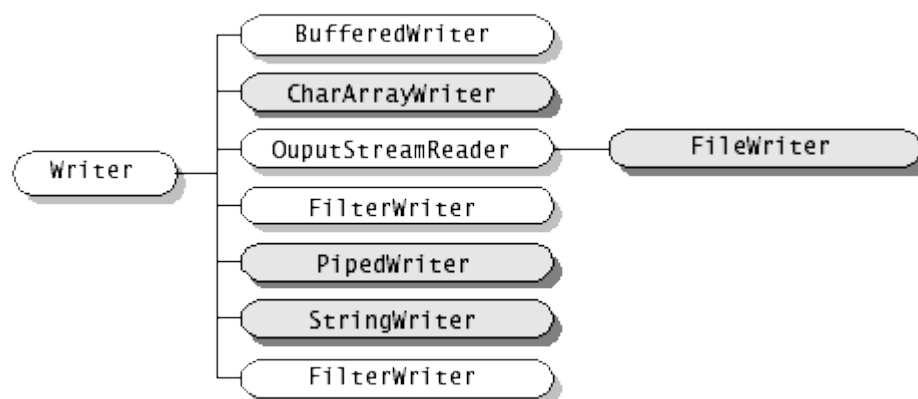 BufferedWriter
CharArrayWriter
OuputStreamReader
FileWriter
Writer
FilterWriter
PipedWriter
StringWriter
FilterWriter